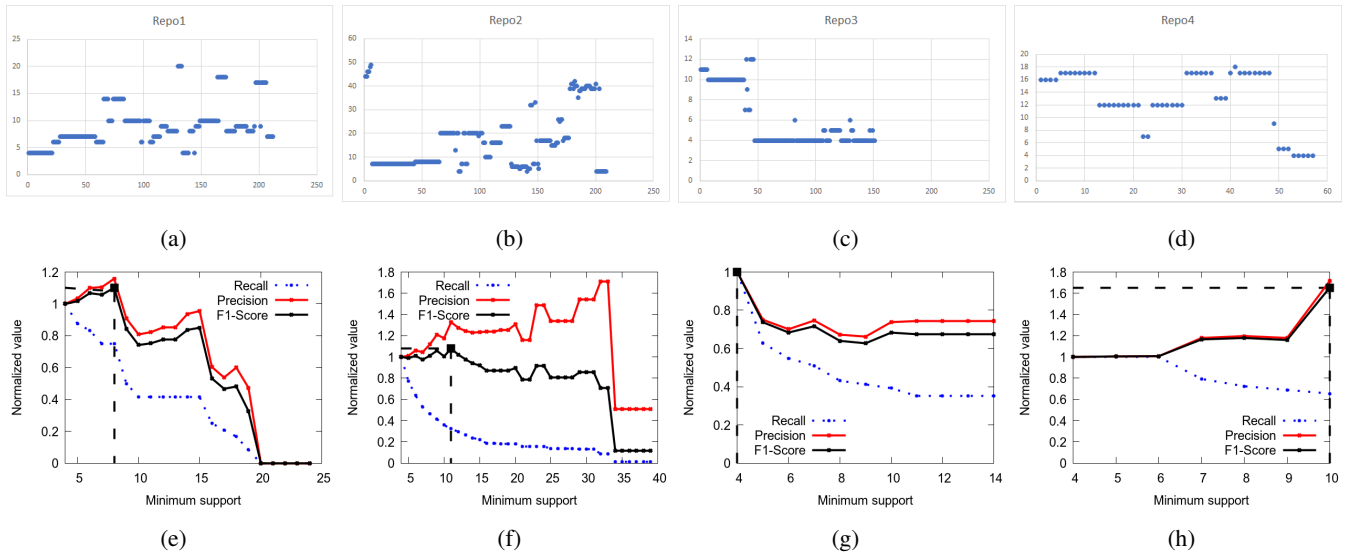 Repo1
25
20
15
10
5
0
0 50 100 150 200 250
(a)
Repo2
60
50
40
30
20
10
0
0 50 100 150 200 250
(b)
Repo3
14
12
10
8
6
4
2
0
0 50 100 150 200 250
(c)
Repo4
20
18
16
14
12
10
8
6
4
2
0
0 10 20 30 40 50 60
(d)
Normalized value
1.2
1
0.8
0.6
0.4
0.2
0
5 10 15 20 25
Minimum support
Recall
Precision
F1-Score
(e)
Normalized value
1.8
1.6
1.4
1.2
1
0.8
0.6
0.4
0.2
0
5 10 15 20 25 30 35 40
Minimum support
Recall
Precision
F1-Score
(f)
Normalized value
1
0.8
0.6
0.4
0.2
0
4 6 8 10 12 14
Minimum support
Recall
Precision
F1-Score
(g)
Normalized value
1.8
1.6
1.4
1.2
1
0.8
0.6
0.4
0.2
0
4 5 6 7 8 9 10
Minimum support
Recall
Precision
F1-Score
(h)